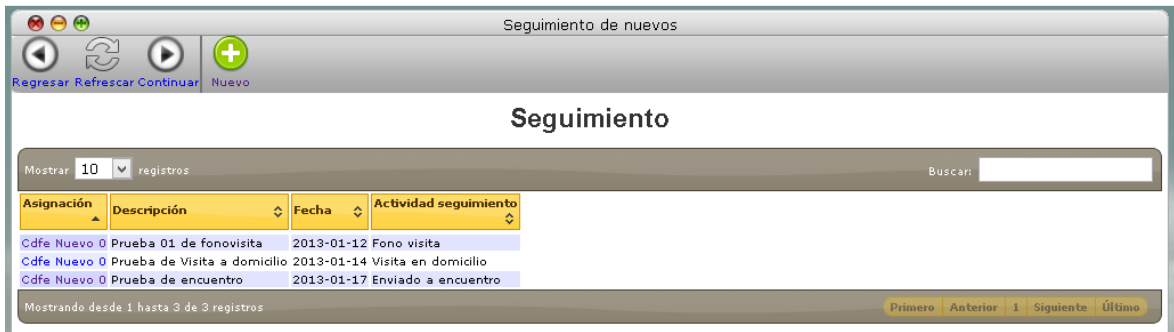 Seguimiento de nuevos
Regresar Refrescar Continuar Nuevo
Seguimiento
Mostrar 10 registros Buscar:
Asignación Descripción Fecha Actividad seguimiento
Cdfe Nuevo 0 Prueba 01 de fonovisita 2013-01-12 Fono visita
Cdfe Nuevo 0 Prueba de Visita a domicilio 2013-01-14 Visita en domicilio
Cdfe Nuevo 0 Prueba de encuentro 2013-01-17 Enviado a encuentro
Mostrando desde 1 hasta 3 de 3 registros Primero Anterior 1 Siguiente Último